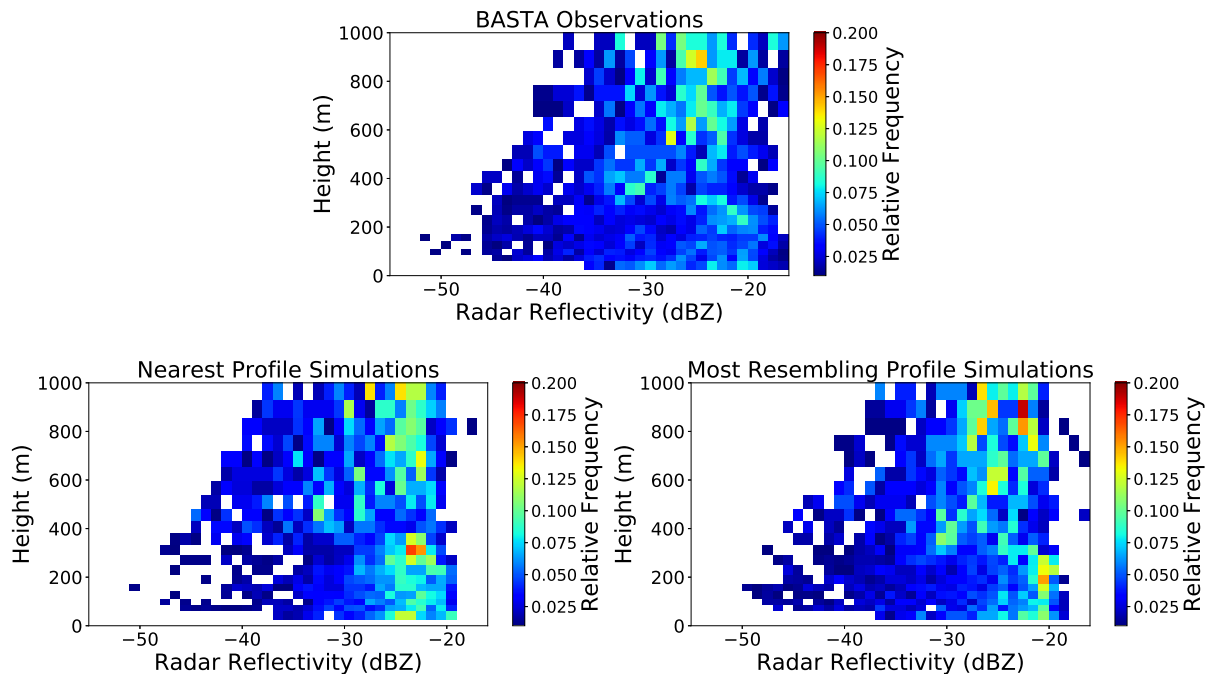 BASTA Observations
1000
800
600
400
200
0
Height (m)
−50 −40 −30 −20
Radar Reflectivity (dBZ)
0.200
0.175
0.150
0.125
0.100
0.075
0.050
0.025
Relative Frequency
Nearest Profile Simulations
1000
800
600
400
200
0
Height (m)
−50 −40 −30 −20
Radar Reflectivity (dBZ)
0.200
0.175
0.150
0.125
0.100
0.075
0.050
0.025
Relative Frequency
Most Resembling Profile Simulations
1000
800
600
400
200
0
Height (m)
−50 −40 −30 −20
Radar Reflectivity (dBZ)
0.200
0.175
0.150
0.125
0.100
0.075
0.050
0.025
Relative Frequency